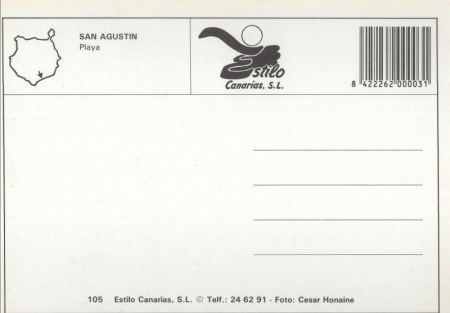 SAN AGUSTIN
Playa
Estilo
Canarias, S.L.
8 422262 000031
105 Estilo Canarias, S.L. © Telf.: 24 62 91 - Foto: Cesar Honaine